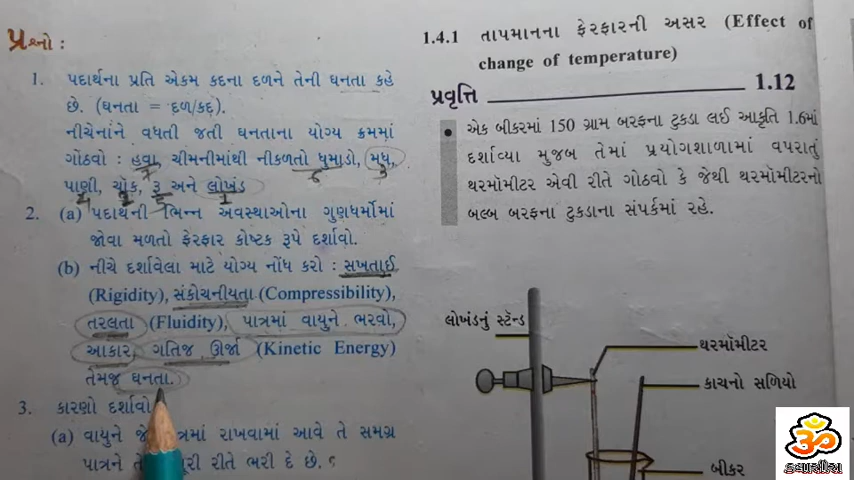 પ્રશ્નો :
1. પદાર્થના પ્રતિ એકમ કદના દળને તેની ઘનતા કહે
છે. (ઘનતા = દળ/કદ).
નીચેનાંને વધતી જતી ઘનતાના યોગ્ય ક્રમમાં
ગોઠવો : હવા, ચીમનીમાંથી નીકળતો ધુમાડો, મધ,
પાણી, ચૉક, રૂ અને લોખંડ
2. (a) પદાર્થની ભિન્ન અવસ્થાઓના ગુણધર્મોમાં
જોવા મળતો ફેરફાર કોષ્ટક રૂપે દર્શાવો.
(b) નીચે દર્શાવેલા માટે યોગ્ય નોંધ કરો : સખતાઈ
(Rigidity), સંકોચનીયતા (Compressibility),
તરલતા (Fluidity), પાત્રમાં વાયુને ભરવો,
આકાર, ગતિજ ઊર્જા (Kinetic Energy)
તેમજ ઘનતા.
3. કારણો દર્શાવો
(a) વાયુને જે ત્રમાં રાખવામાં આવે તે સમગ્ર
પાત્રને તે ૂરી રીતે ભરી દે છે.
1.4.1 તાપમાનના ફેરફારની અસર (Effect of
change of temperature)
પ્રવૃત્તિ 1.12
• એક બીકરમાં 150 ગ્રામ બરફના ટુકડા લઈ આકૃતિ 1.6માં
દર્શાવ્યા મુજબ તેમાં પ્રયોગશાળામાં વપરાતું
થરમૉમીટર એવી રીતે ગોઠવો કે જેથી થરમૉમીટરનો
બલ્બ બરફના ટુકડાના સંપર્કમાં રહે.
લોખંડનું સ્ટૅન્ડ
થરમૉમીટર
કાચનો સળિયો
બીકર
ૐ